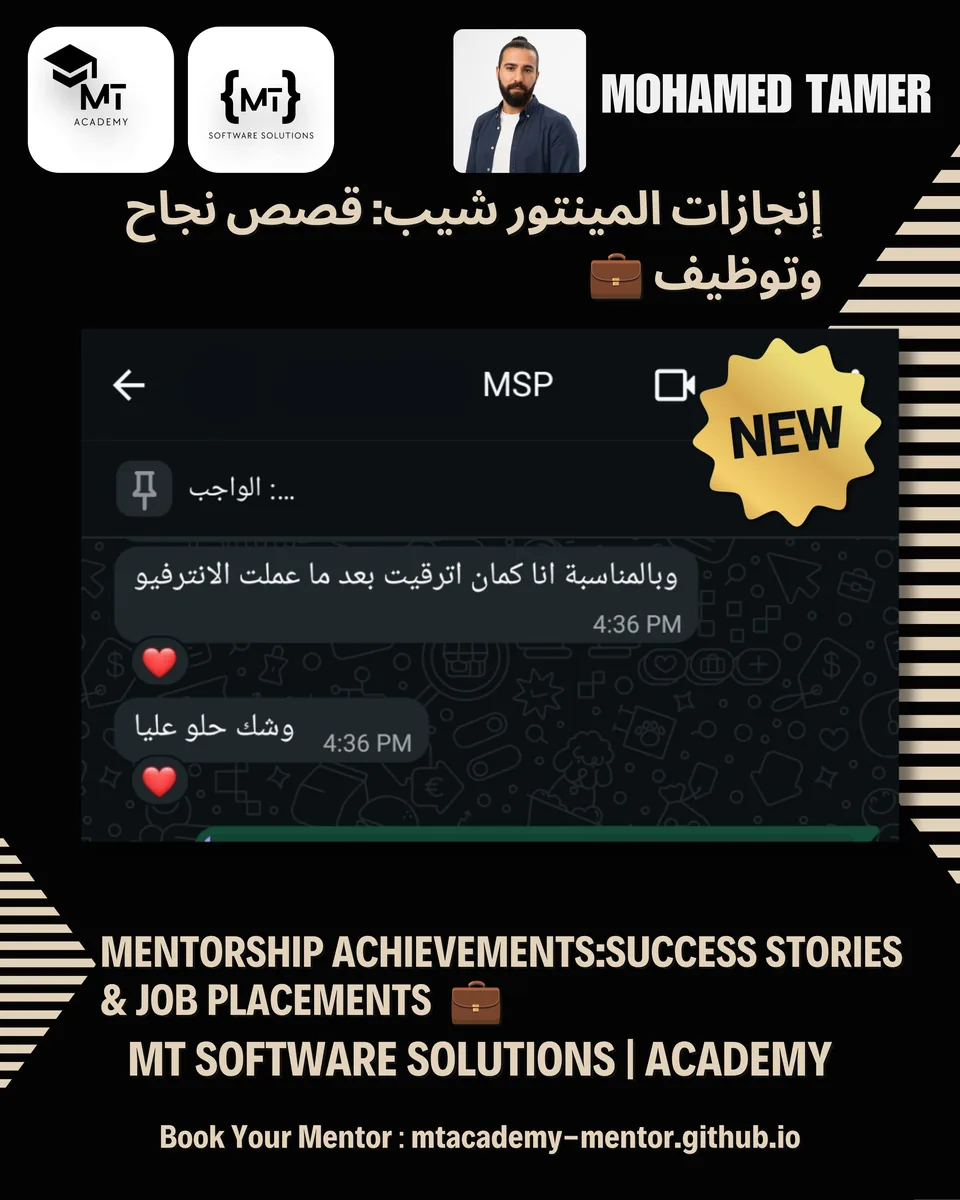 MT
ACADEMY
{MT}
SOFTWARE SOLUTIONS
MOHAMED TAMER
إنجازات المينتور شيب: قصص نجاح
وتوظيف 💼
MSP
NEW
الواجب :...
وبالمناسبة انا كمان اترقيت بعد ما عملت الانترفيو
4:36 PM
❤️
وشك حلو عليا
4:36 PM
❤️
MENTORSHIP ACHIEVEMENTS:SUCCESS STORIES
& JOB PLACEMENTS 💼
MT SOFTWARE SOLUTIONS | ACADEMY
Book Your Mentor : mtacademy-mentor.github.io